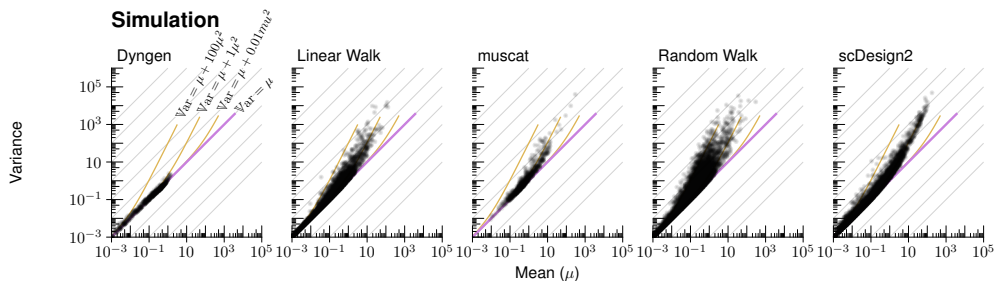 Simulation
Dyngen
Linear Walk
muscat
Random Walk
scDesign2
𝕍ar = μ + 100μ²
𝕍ar = μ + 1μ²
𝕍ar = μ + 0.01mu²
𝕍ar = μ
Variance
10⁵
10³
10
10⁻¹
10⁻³
10⁻³ 10⁻¹ 10 10³ 10⁵
10⁻³ 10⁻¹ 10 10³ 10⁵
10⁻³ 10⁻¹ 10 10³ 10⁵
10⁻³ 10⁻¹ 10 10³ 10⁵
10⁻³ 10⁻¹ 10 10³ 10⁵
Mean (μ)